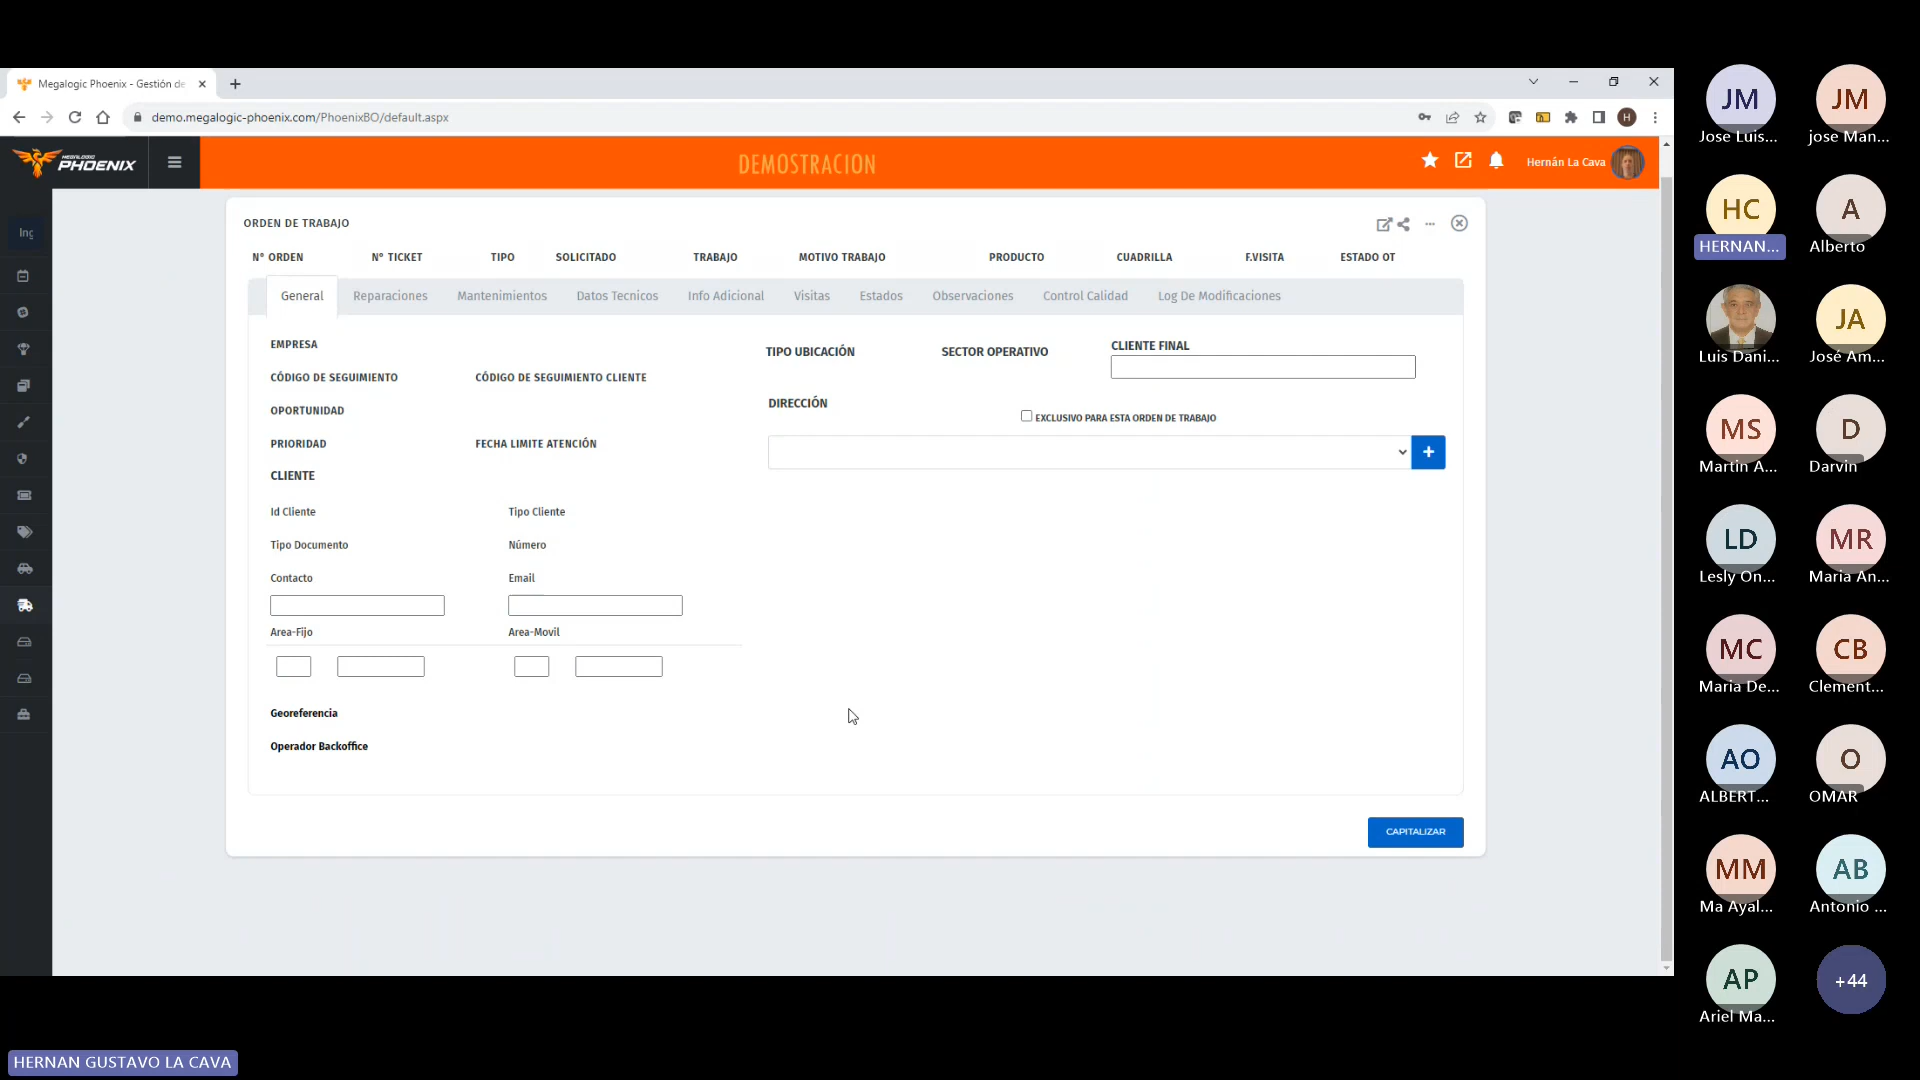 Megalogic Phoenix - Gestión de
demo.megalogic-phoenix.com/PhoenixBO/default.aspx
H
MEGALOGIC
PHOENIX
DEMOSTRACION
Hernán La Cava
Ing
ORDEN DE TRABAJO
N° ORDEN N° TICKET TIPO SOLICITADO TRABAJO MOTIVO TRABAJO PRODUCTO CUADRILLA F.VISITA ESTADO OT
General Reparaciones Mantenimientos Datos Tecnicos Info Adicional Visitas Estados Observaciones Control Calidad Log De Modificaciones
EMPRESA
CÓDIGO DE SEGUIMIENTO CÓDIGO DE SEGUIMIENTO CLIENTE
OPORTUNIDAD
PRIORIDAD FECHA LIMITE ATENCIÓN
CLIENTE
Id Cliente Tipo Cliente
Tipo Documento Número
Contacto Email
Area-Fijo Area-Movil
Georeferencia
Operador Backoffice
TIPO UBICACIÓN SECTOR OPERATIVO CLIENTE FINAL
DIRECCIÓN
EXCLUSIVO PARA ESTA ORDEN DE TRABAJO
+
CAPITALIZAR
JM JM
Jose Luis... jose Man...
HC A
HERNAN... Alberto
JA
Luis Dani... José Am...
MS D
Martin A... Darvin
LD MR
Lesly On... Maria An...
MC CB
Maria De... Clement...
AO O
ALBERT... OMAR
MM AB
Ma Ayal... Antonio ...
AP +44
Ariel Ma...
HERNAN GUSTAVO LA CAVA